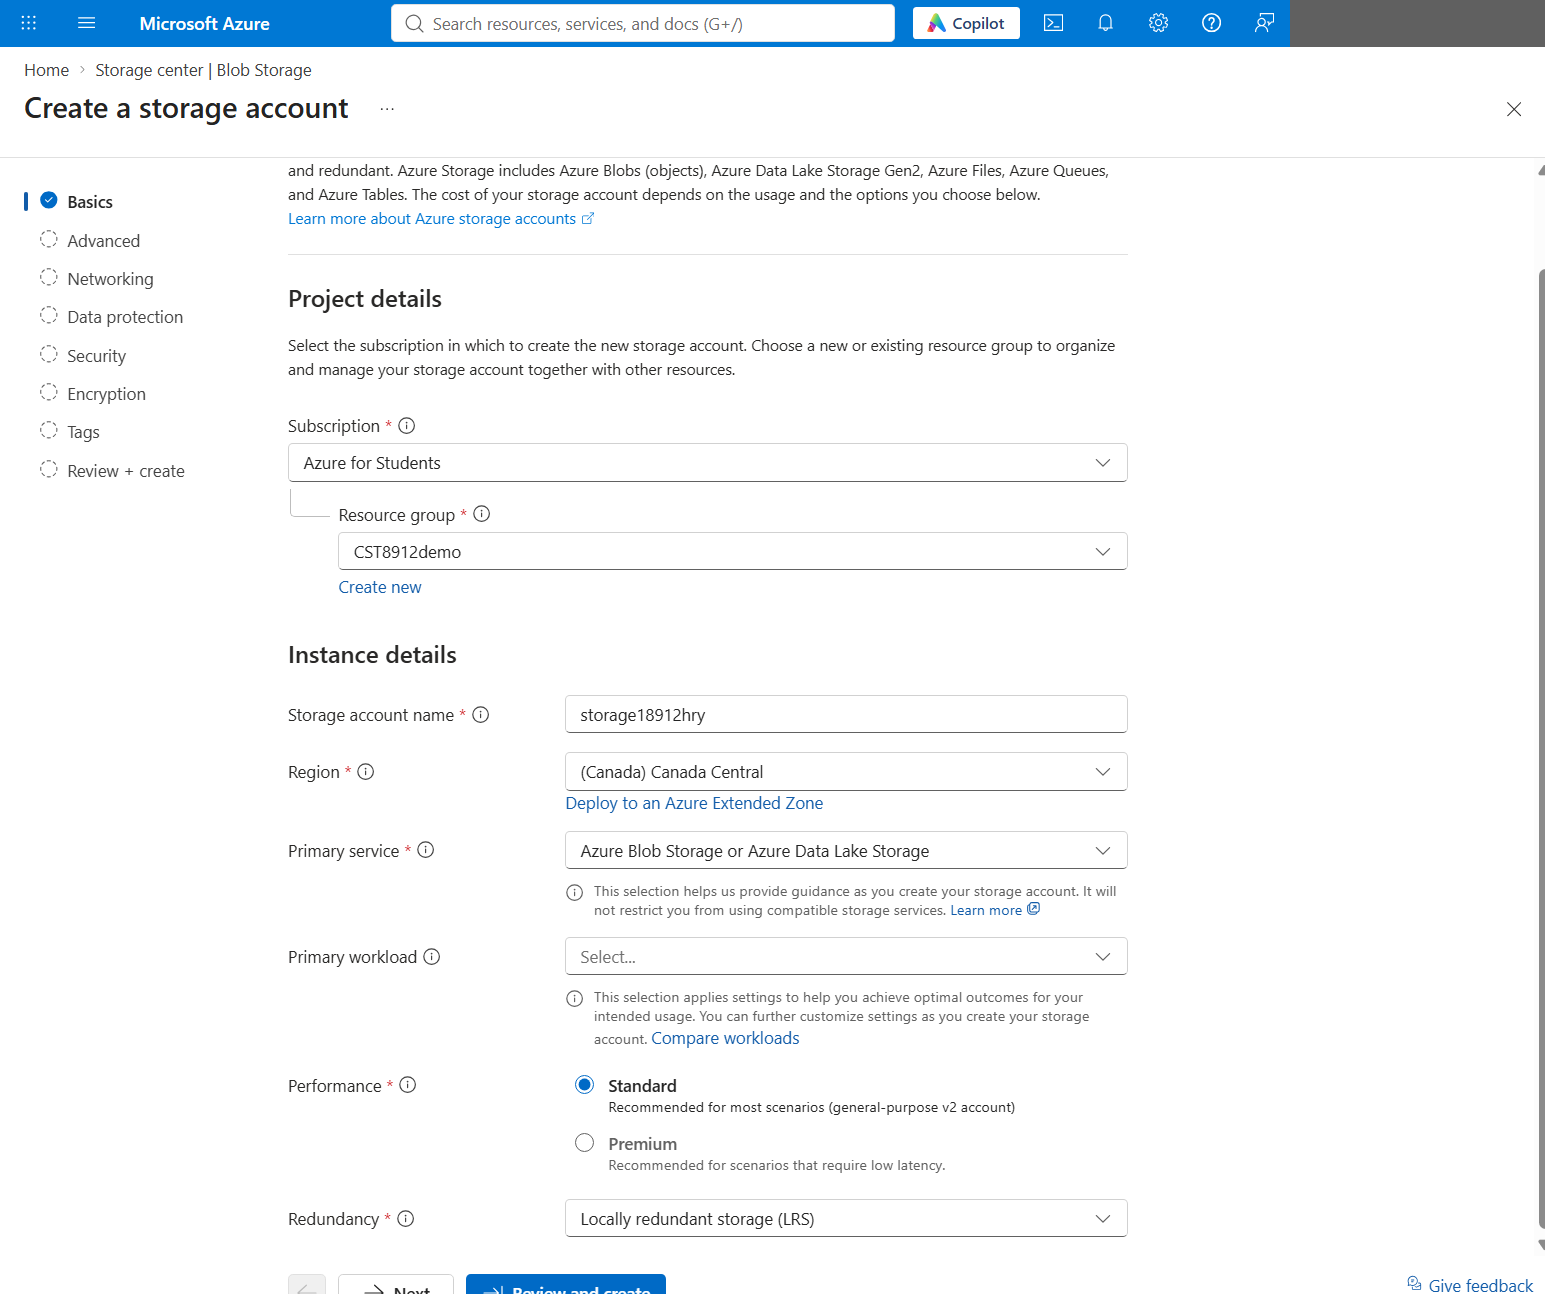 Microsoft Azure
Search resources, services, and docs (G+/)
Copilot
Home > Storage center | Blob Storage
Create a storage account ...
Basics
Advanced
Networking
Data protection
Security
Encryption
Tags
Review + create
and redundant. Azure Storage includes Azure Blobs (objects), Azure Data Lake Storage Gen2, Azure Files, Azure Queues,
and Azure Tables. The cost of your storage account depends on the usage and the options you choose below.
Learn more about Azure storage accounts
Project details
Select the subscription in which to create the new storage account. Choose a new or existing resource group to organize
and manage your storage account together with other resources.
Subscription *
Azure for Students
Resource group *
CST8912demo
Create new
Instance details
Storage account name *
storage18912hry
Region *
(Canada) Canada Central
Deploy to an Azure Extended Zone
Primary service *
Azure Blob Storage or Azure Data Lake Storage
This selection helps us provide guidance as you create your storage account. It will
not restrict you from using compatible storage services. Learn more
Primary workload
Select...
This selection applies settings to help you achieve optimal outcomes for your
intended usage. You can further customize settings as you create your storage
account. Compare workloads
Performance *
Standard
Recommended for most scenarios (general-purpose v2 account)
Premium
Recommended for scenarios that require low latency.
Redundancy *
Locally redundant storage (LRS)
Next
Review and create
Give feedback